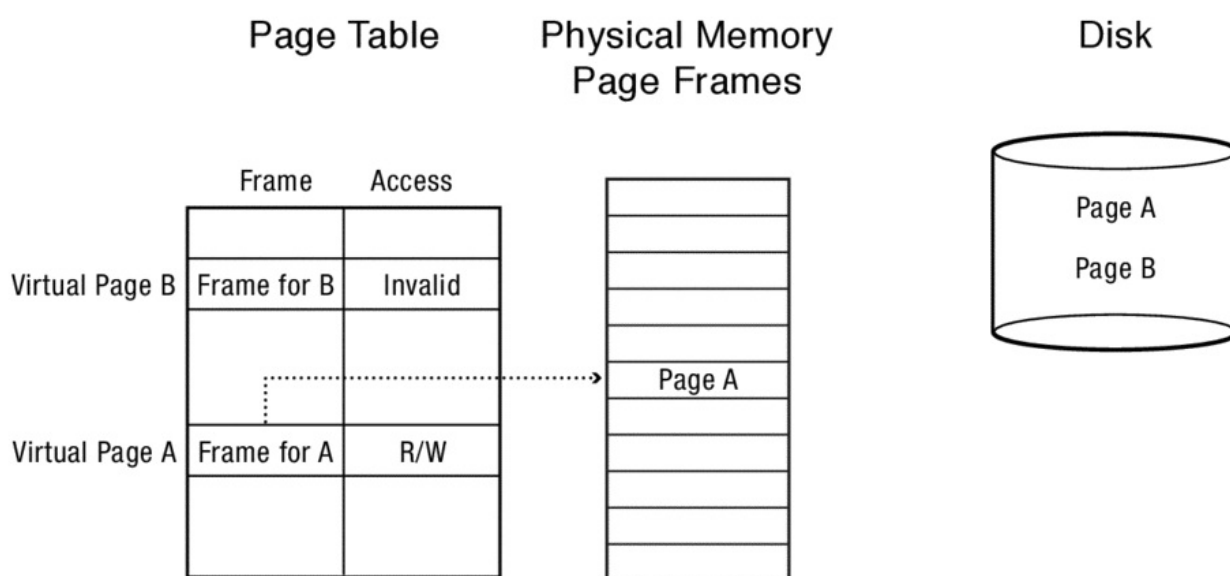 Page Table
Physical Memory
Page Frames
Disk
Frame Access
Page A
Page B
Virtual Page B Frame for B Invalid
Page A
Virtual Page A Frame for A R/W